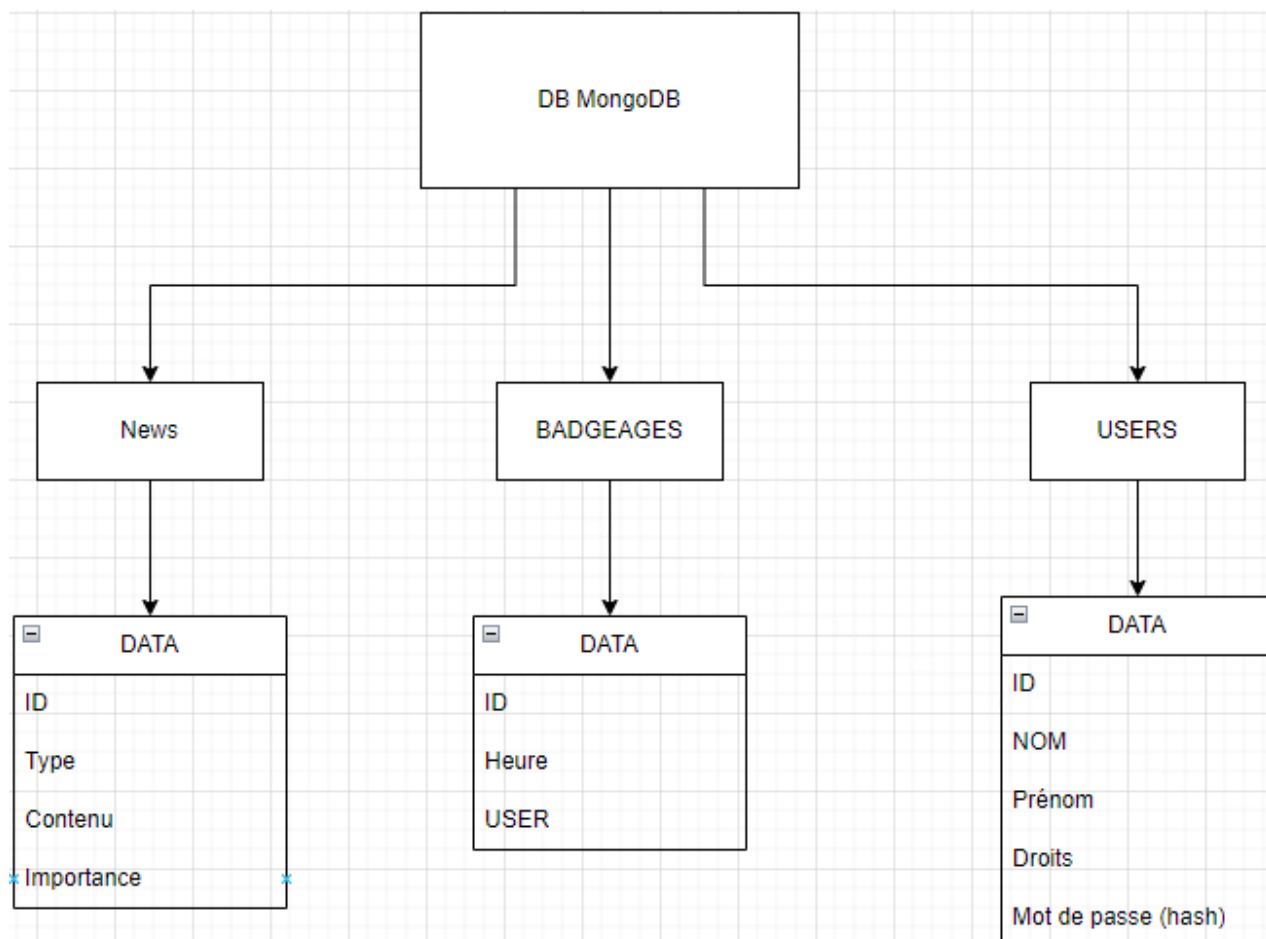 DB MongoDB
News
BADGEAGES
USERS
DATA
ID
Type
Contenu
Importance
DATA
ID
Heure
USER
DATA
ID
NOM
Prénom
Droits
Mot de passe (hash)